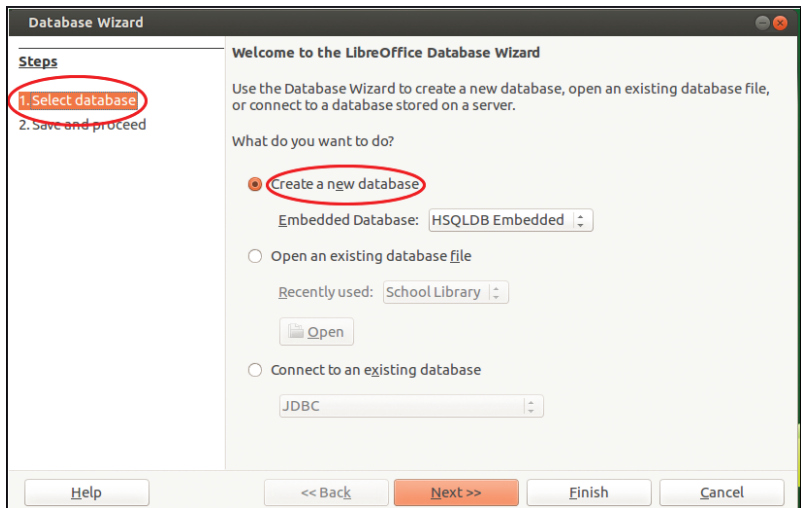 Database Wizard
Steps
1. Select database
2. Save and proceed
Welcome to the LibreOffice Database Wizard
Use the Database Wizard to create a new database, open an existing database file,
or connect to a database stored on a server.
What do you want to do?
Create a new database
Embedded Database: HSQLDB Embedded
Open an existing database file
Recently used: School Library
Open
Connect to an existing database
JDBC
Help << Back Next >> Finish Cancel